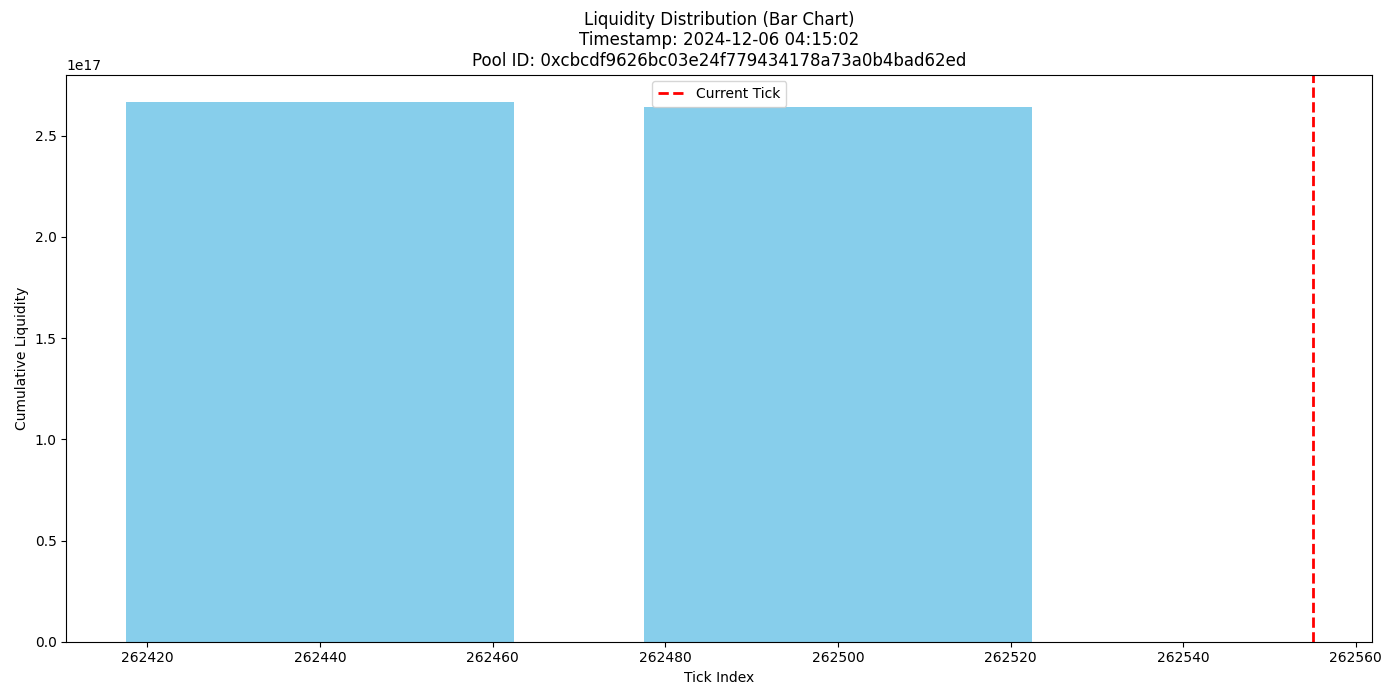 Liquidity Distribution (Bar Chart)
Timestamp: 2024-12-06 04:15:02
Pool ID: 0xcbcdf9626bc03e24f779434178a73a0b4bad62ed
1e17
Current Tick
2.5
2.0
1.5
1.0
0.5
0.0
Cumulative Liquidity
262420 262440 262460 262480 262500 262520 262540 262560
Tick Index